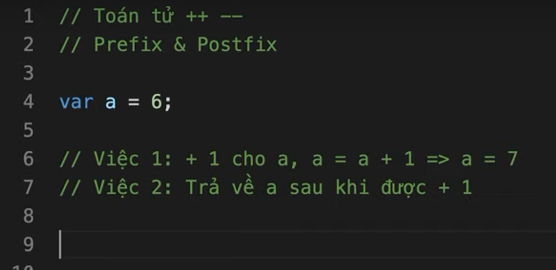 1 // Toán tử ++ --
2 // Prefix & Postfix
3
4 var a = 6;
5
6 // Việc 1: + 1 cho a, a = a + 1 => a = 7
7 // Việc 2: Trả về a sau khi được + 1
8
9
10